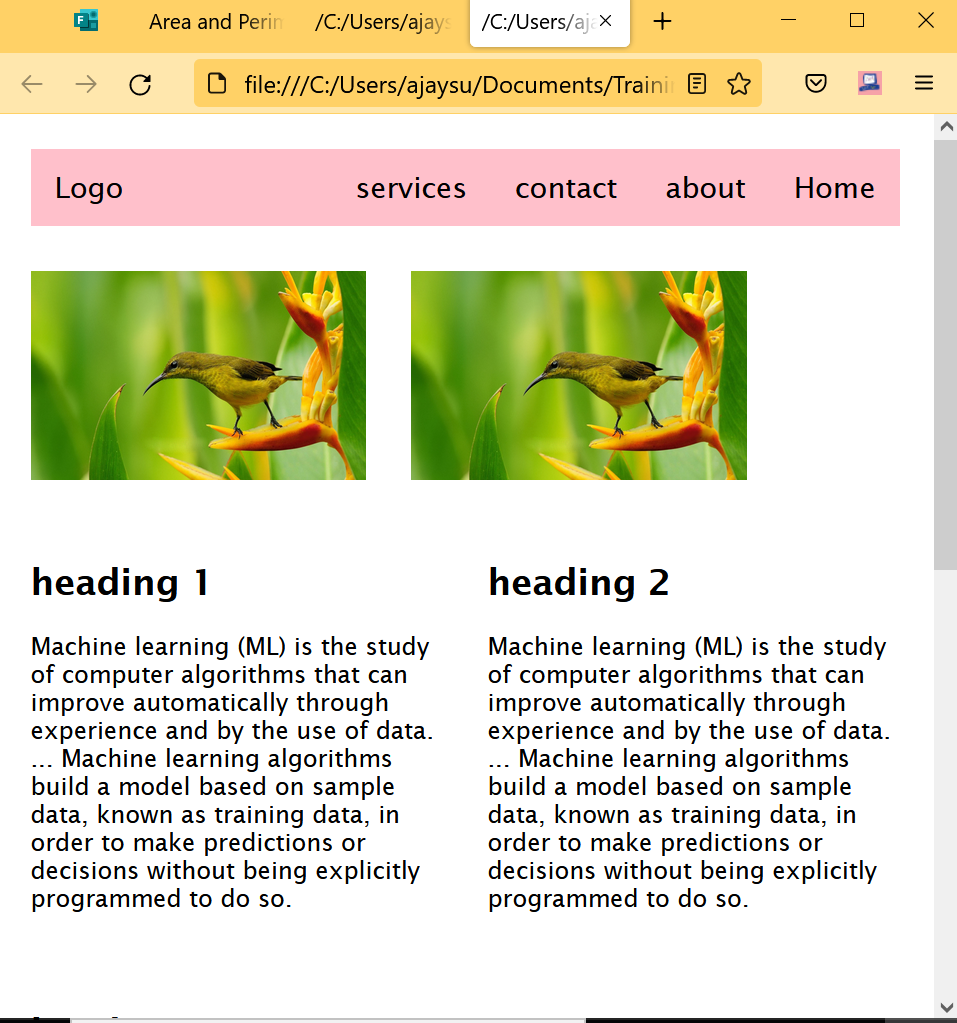 Area and Perin
/C:/Users/ajays
/C:/Users/aj
file:///C:/Users/ajaysu/Documents/Traini
Logo services contact about Home
heading 1
Machine learning (ML) is the study
of computer algorithms that can
improve automatically through
experience and by the use of data.
... Machine learning algorithms
build a model based on sample
data, known as training data, in
order to make predictions or
decisions without being explicitly
programmed to do so.
heading 2
Machine learning (ML) is the study
of computer algorithms that can
improve automatically through
experience and by the use of data.
... Machine learning algorithms
build a model based on sample
data, known as training data, in
order to make predictions or
decisions without being explicitly
programmed to do so.